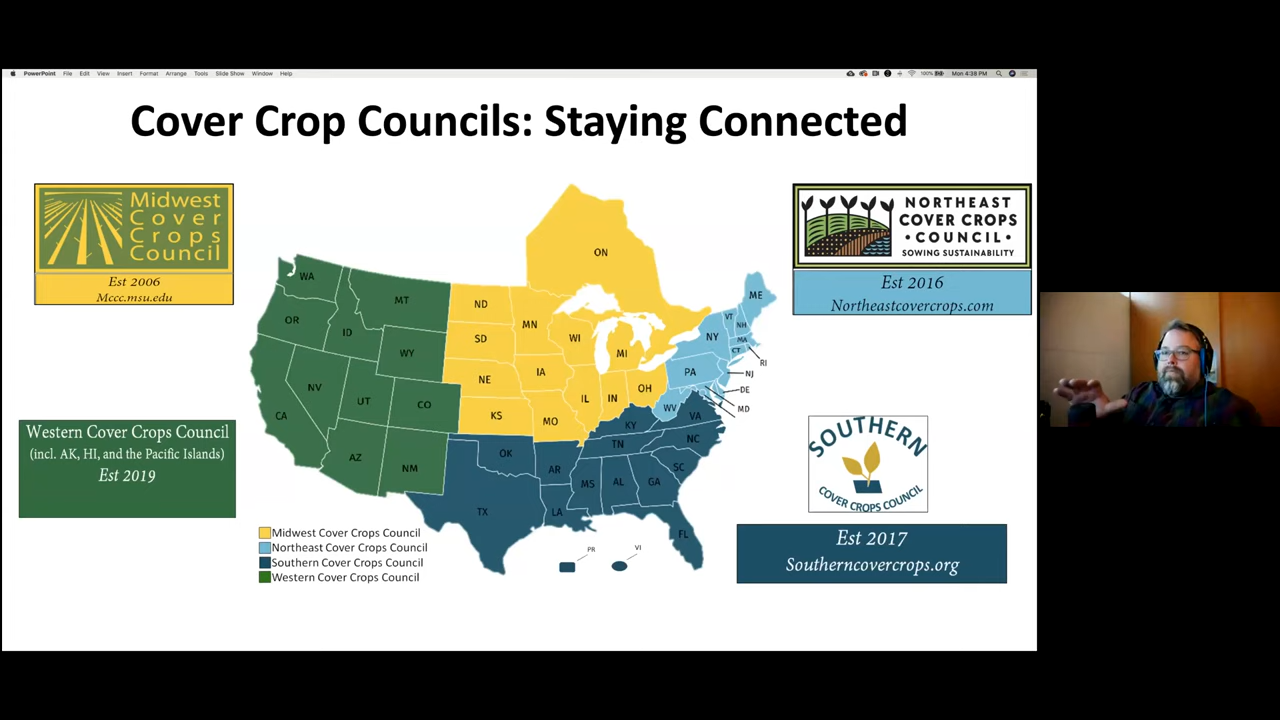 PowerPoint File Edit View Insert Format Arrange Tools Slide Show Window Help
100% Mon 4:38 PM
Cover Crop Councils: Staying Connected
Midwest
Cover
Crops
Council
Est 2006
Mccc.msu.edu
NORTHEAST
COVER CROPS
• COUNCIL •
SOWING SUSTAINABILITY
Est 2016
Northeastcovercrops.com
Western Cover Crops Council
(incl. AK, HI, and the Pacific Islands)
Est 2019
SOUTHERN
COVER CROPS COUNCIL
Est 2017
Southerncovercrops.org
ON
WA
MT
ND
MN
ME
OR
ID
SD
WI
VT
NH
NY
MA
CT
RI
WY
MI
NV
UT
CO
NE
IA
PA
NJ
DE
MD
CA
KS
IL
IN
OH
WV
VA
MO
KY
AZ
NM
OK
AR
TN
NC
SC
TX
LA
MS
AL
GA
FL
PR
VI
Midwest Cover Crops Council
Northeast Cover Crops Council
Southern Cover Crops Council
Western Cover Crops Council